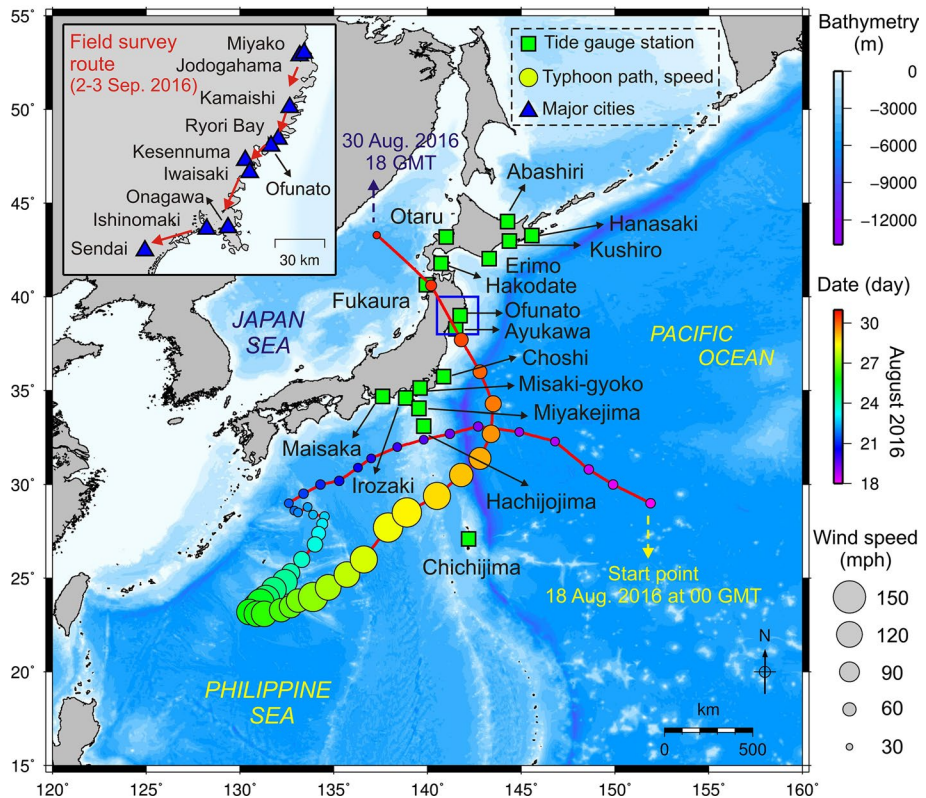 55˚
50˚
45˚
40˚
35˚
30˚
25˚
20˚
15˚
120˚
125˚
130˚
135˚
140˚
145˚
150˚
155˚
160˚
Field survey
route
(2-3 Sep. 2016)
Miyako
Jodogahama
Kamaishi
Ryori Bay
Kesennuma
Iwaisaki
Ofunato
Onagawa
Ishinomaki
Sendai
30 km
Tide gauge station
Typhoon path, speed
Major cities
30 Aug. 2016
18 GMT
Abashiri
Otaru
Hanasaki
Kushiro
Erimo
Hakodate
Fukaura
Ofunato
Ayukawa
JAPAN
SEA
PACIFIC
OCEAN
Choshi
Misaki-gyoko
Miyakejima
Maisaka
Irozaki
Hachijojima
Chichijima
Start point
18 Aug. 2016 at 00 GMT
PHILIPPINE
SEA
N
km
0
500
Bathymetry
(m)
0
-3000
-6000
-9000
-12000
Date (day)
30
27
24
21
18
August 2016
Wind speed
(mph)
150
120
90
60
30